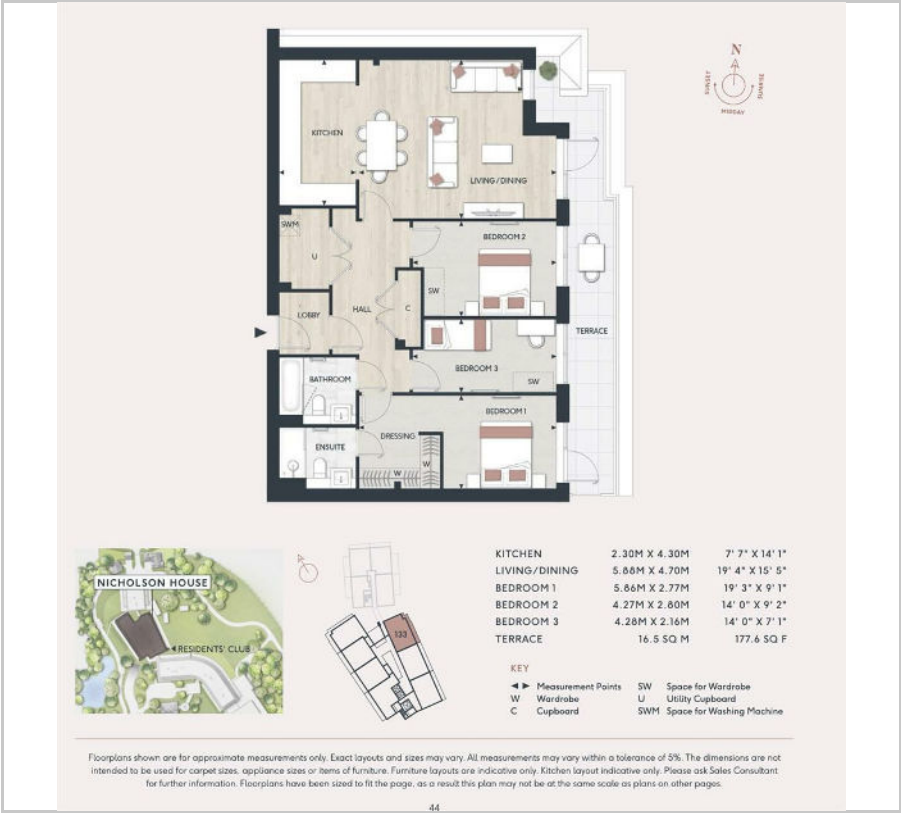 N
SUNSET
SUNRISE
MIDDAY
KITCHEN
LIVING/DINING
SWM
U
BEDROOM 2
SW
HALL
C
LOBBY
TERRACE
BEDROOM 3
SW
BATHROOM
BEDROOM 1
DRESSING
ENSUITE
W
W
NICHOLSON HOUSE
RESIDENTS' CLUB
133
KITCHEN 2.30M X 4.30M 7' 7" X 14' 1"
LIVING/DINING 5.88M X 4.70M 19' 4" X 15' 5"
BEDROOM 1 5.86M X 2.77M 19' 3" X 9' 1"
BEDROOM 2 4.27M X 2.80M 14' 0" X 9' 2"
BEDROOM 3 4.28M X 2.16M 14' 0" X 7' 1"
TERRACE 16.5 SQ M 177.6 SQ F
KEY
◄ ► Measurement Points SW Space for Wardrobe
W Wardrobe U Utility Cupboard
C Cupboard SWM Space for Washing Machine
Floorplans shown are for approximate measurements only. Exact layouts and sizes may vary. All measurements may vary within a tolerance of 5%. The dimensions are not
intended to be used for carpet sizes, appliance sizes or items of furniture. Furniture layouts are indicative only. Kitchen layout indicative only. Please ask Sales Consultant
for further information. Floorplans have been sized to fit the page, as a result this plan may not be at the same scale as plans on other pages.
44